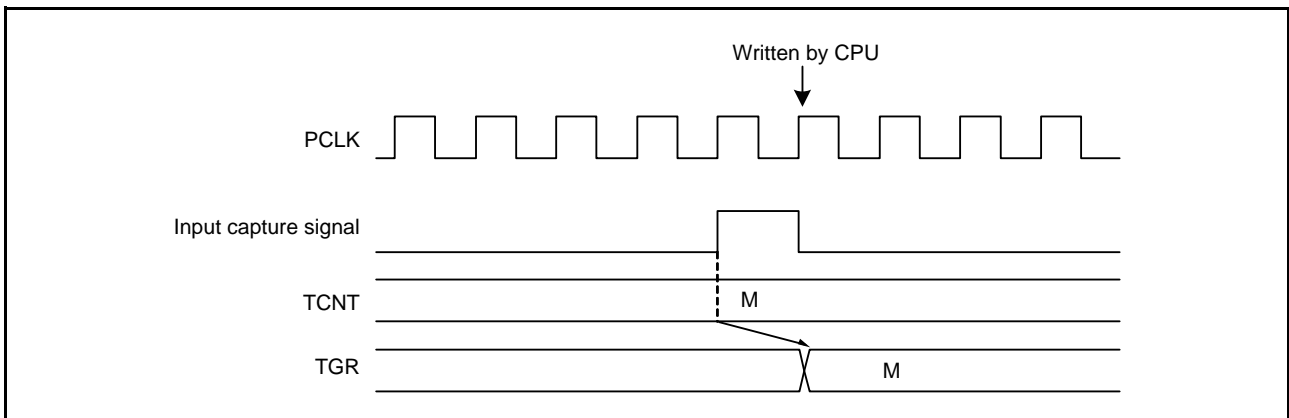 Written by CPU
PCLK
Input capture signal
TCNT
M
TGR
M